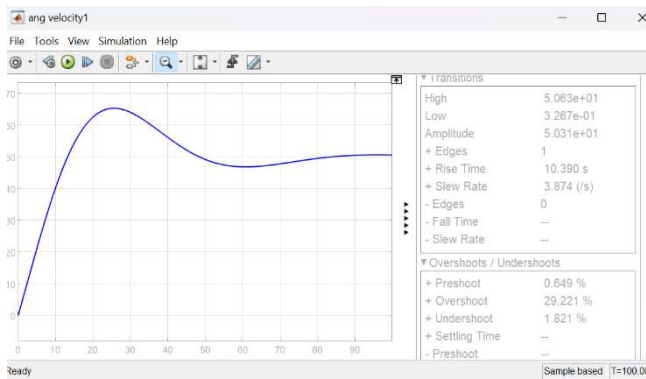 ang velocity1
File Tools View Simulation Help
70
60
50
40
30
20
10
0
0 10 20 30 40 50 60 70 80 90
Transitions
High 5.063e+01
Low 3.267e-01
Amplitude 5.031e+01
+ Edges 1
+ Rise Time 10.390 s
+ Slew Rate 3.874 (/s)
- Edges 0
- Fall Time --
- Slew Rate --
Overshoots / Undershoots
+ Preshoot 0.649 %
+ Overshoot 29.221 %
+ Undershoot 1.821 %
+ Settling Time --
- Preshoot --
Ready
Sample based T=100.0